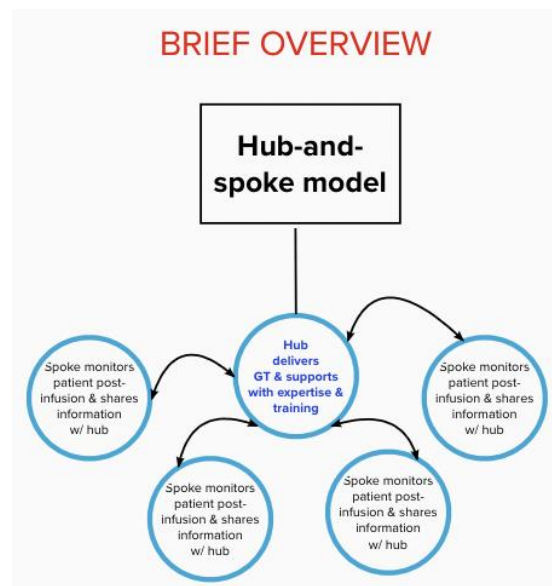 BRIEF OVERVIEW
Hub-and-
spoke model
Hub
delivers
GT & supports
with expertise &
training
Spoke monitors
patient post-
infusion & shares
information
w/ hub
Spoke monitors
patient post-
infusion & shares
information
w/ hub
Spoke monitors
patient post-
infusion & shares
information
w/ hub
Spoke monitors
patient post-
infusion & shares
information
w/ hub